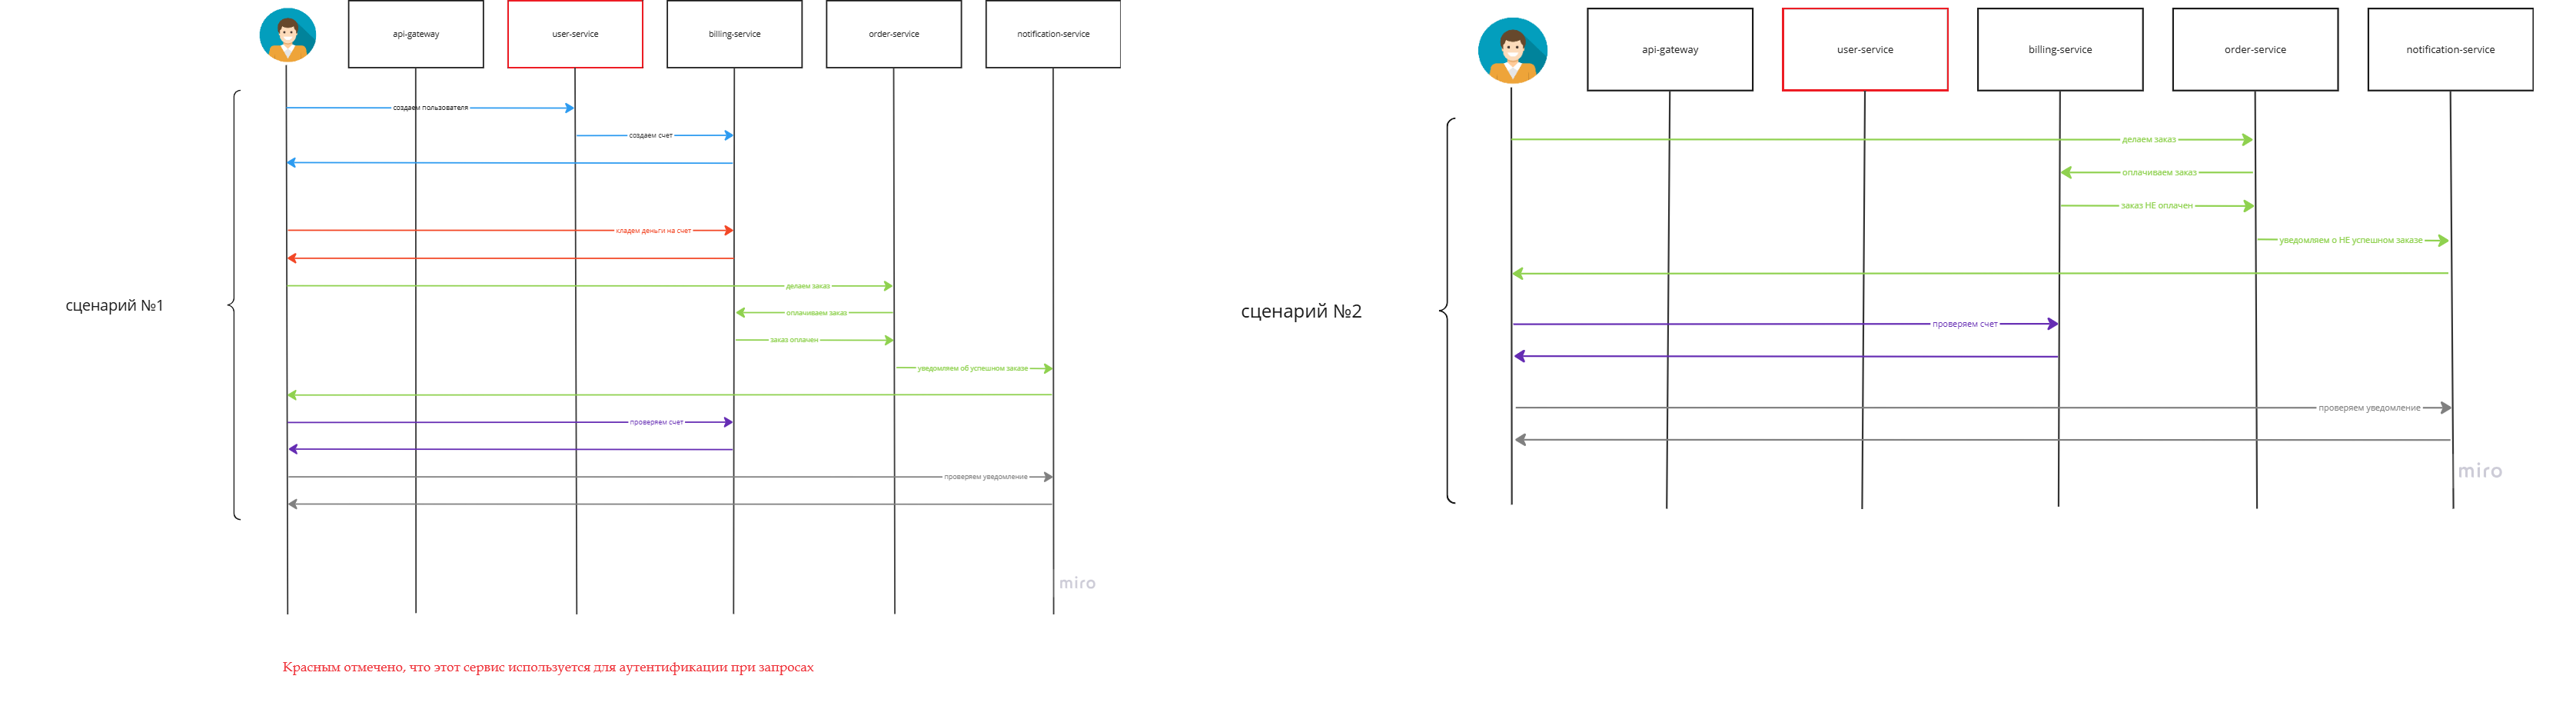 api-gateway
user-service
billing-service
order-service
notification-service
создаем пользователя
создаем счет
кладем деньги на счет
делаем заказ
сценарий №1
оплачиваем заказ
заказ оплачен
уведомляем об успешном заказе
проверяем счет
проверяем уведомление
miro
Красным отмечено, что этот сервис используется для аутентификации при запросах
api-gateway
user-service
billing-service
order-service
notification-service
делаем заказ
оплачиваем заказ
заказ НЕ оплачен
уведомляем о НЕ успешном заказе
сценарий №2
проверяем счет
проверяем уведомление
miro